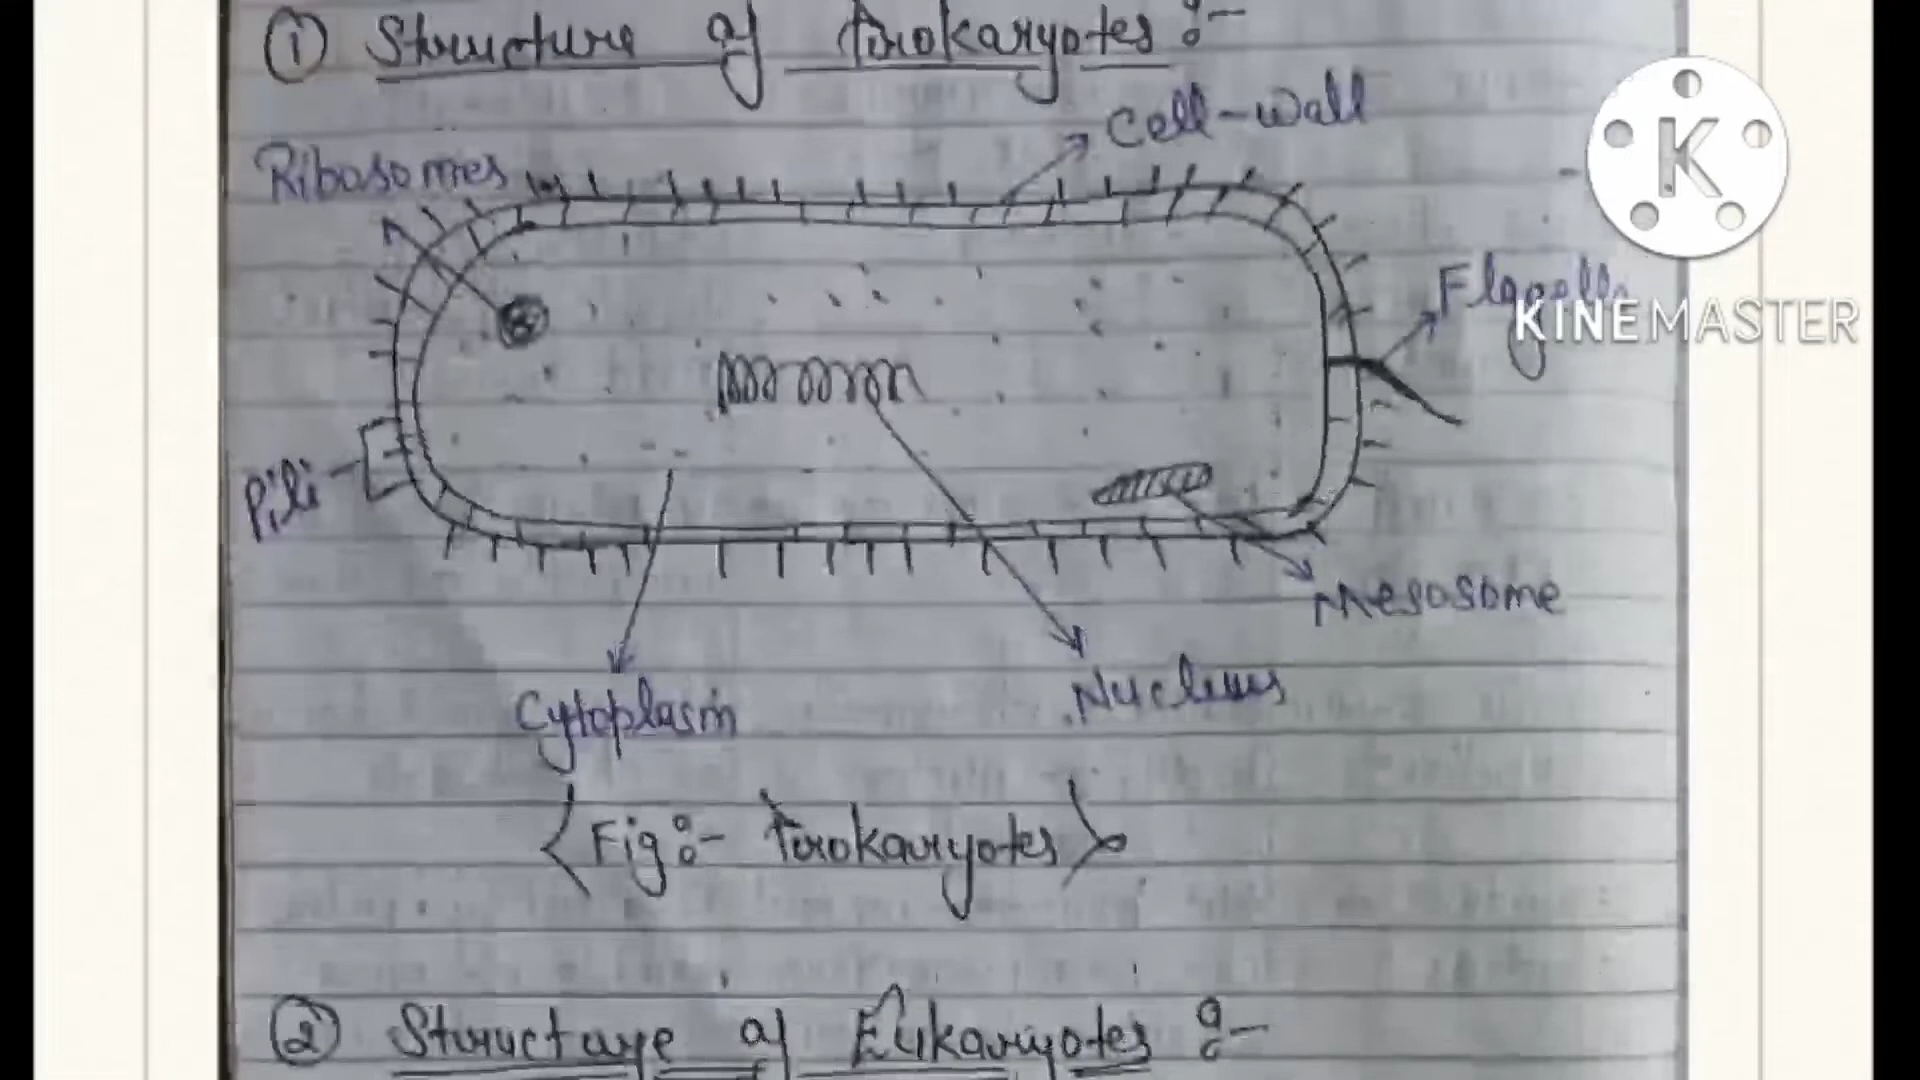 ① Structure of Prokaryotes :-
Cell-wall
Ribosomes
K
Flagella
KINEMASTER
Pili
Mesosome
Nucleus
Cytoplasm
Fig :- Prokaryotes
② Structure of Eukaryotes :-